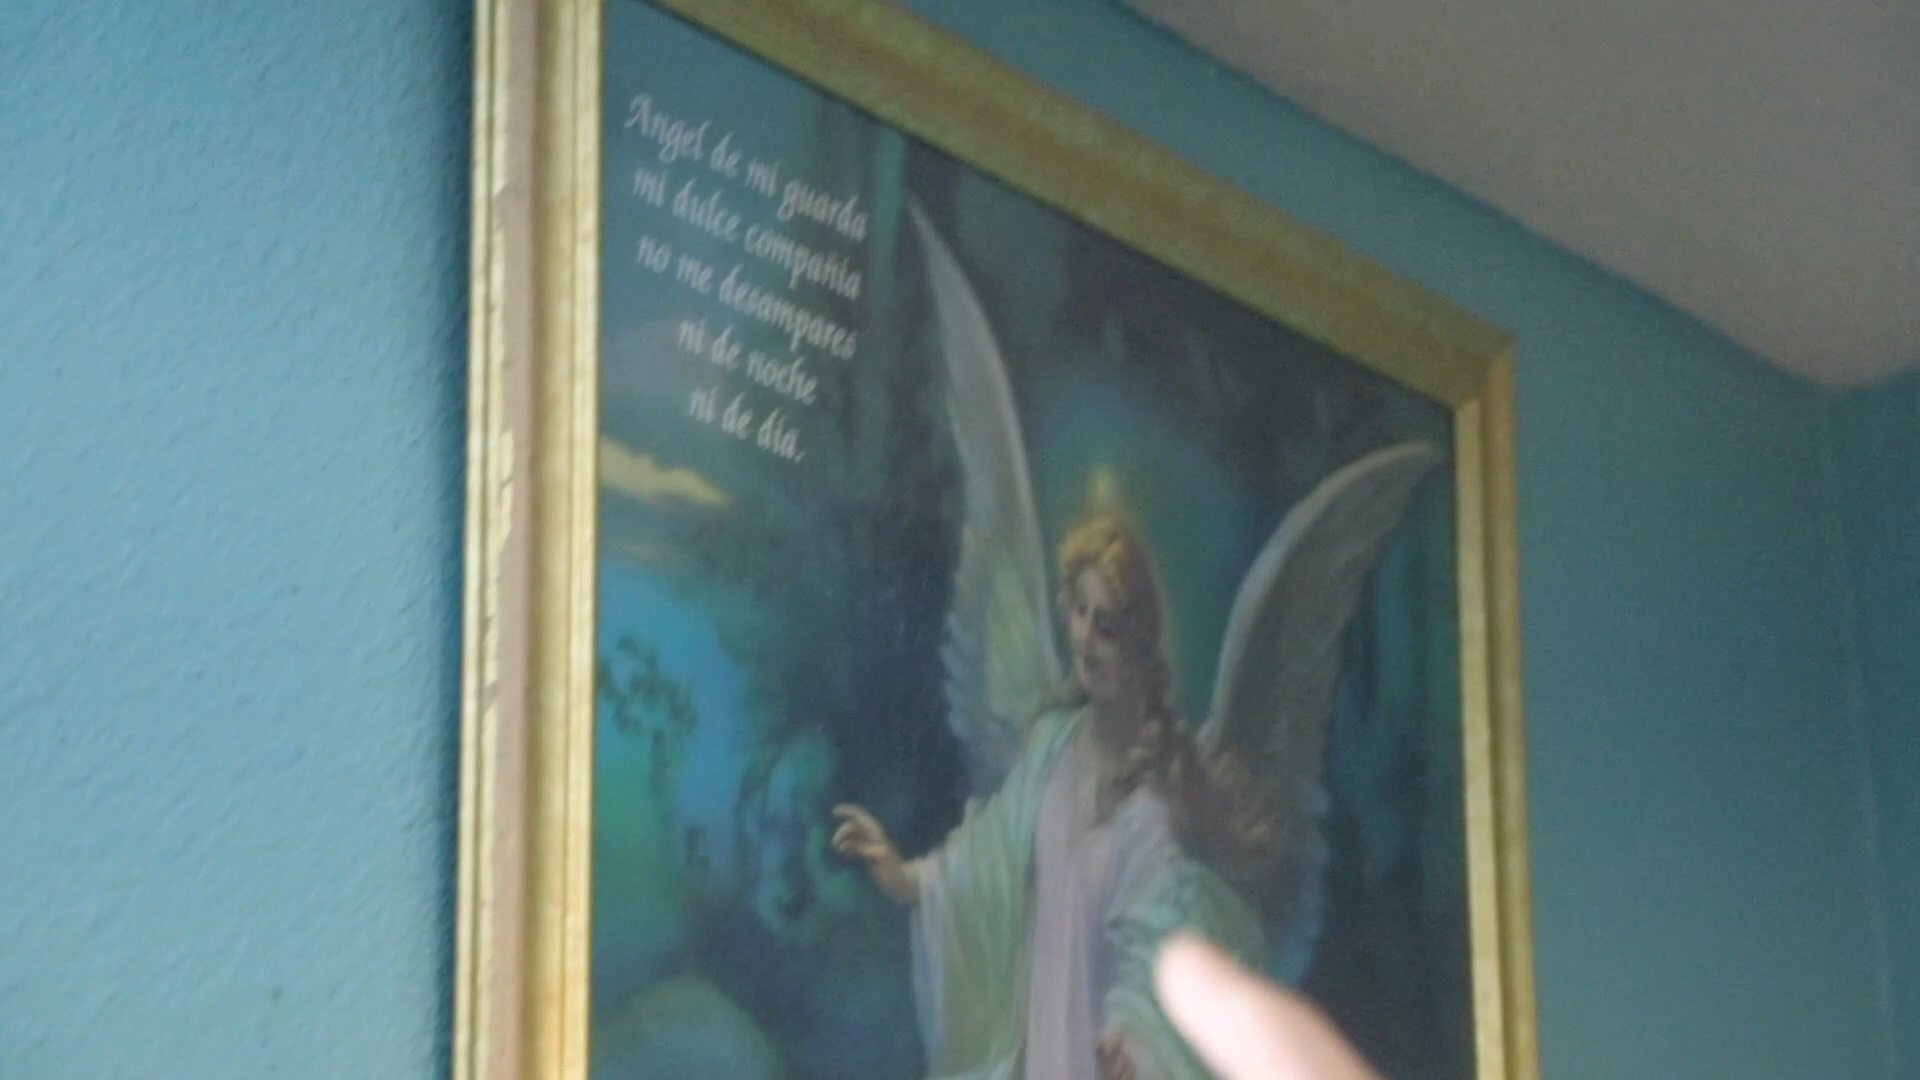 Angel de mi guarda
mi dulce compañía
no me desampares
ni de noche
ni de día.